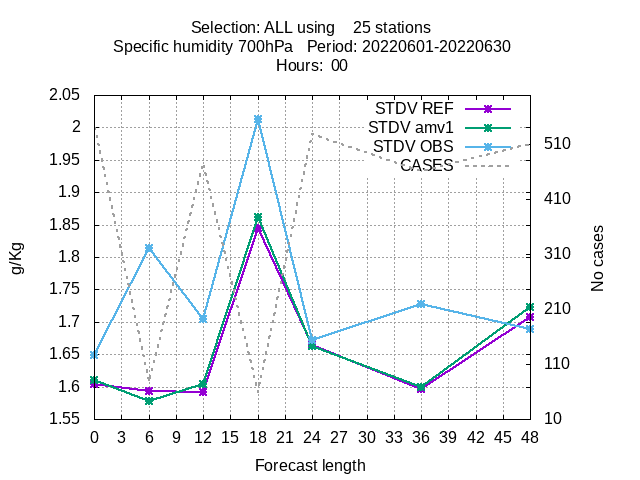 Selection: ALL using    25 stations
Specific humidity 700hPa   Period: 20220601-20220630
Hours:  00
STDV REF
STDV amv1
STDV OBS
CASES
2.05
2
1.95
1.9
1.85
1.8
1.75
1.7
1.65
1.6
1.55
g/Kg
510
410
310
210
110
10
No cases
0 3 6 9 12 15 18 21 24 27 30 33 36 39 42 45 48
Forecast length